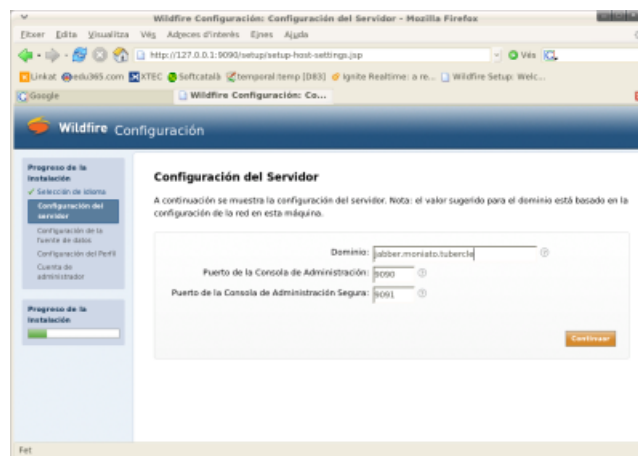 Wildfire Configuración: Configuración del Servidor - Mozilla Firefox
Fitxer Edita Visualitza Vés Adreces d'interès Eines Ajuda
http://127.0.0.1:9090/setup/setup-host-settings.jsp Vés
Linkat edu365.com XTEC Softcatalà temporal:temp [D83] Ignite Realtime: a re... Wildfire Setup: Welc...
Google Wildfire Configuración: Co...
Wildfire Configuración
Progreso de la
Instalación
Selección de idioma
Configuración del
servidor
Configuración de la
fuente de datos
Configuración del Perfil
Cuenta de
administrador
Progreso de la
Instalación
Configuración del Servidor
A continuación se muestra la configuración del servidor. Nota: el valor sugerido para el dominio está basado en la
configuración de la red en esta máquina.
Dominio: jabber.moniato.tubercle
Puerto de la Consola de Administración: 9090
Puerto de la Consola de Administración Segura: 9091
Continuar
Fet